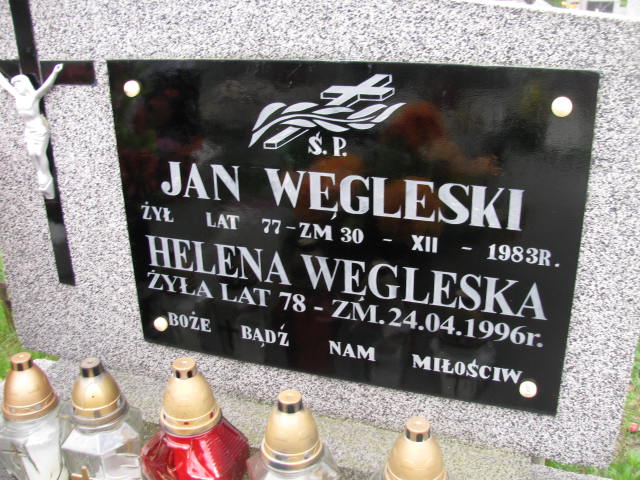 Ś. P.
JAN WĘGLESKI
ŻYŁ LAT 77 - ZM 30 - XII - 1983R.
HELENA WĘGLESKA
ŻYŁA LAT 78 - ZM. 24.04.1996r.
BOŻE BĄDŹ NAM MIŁOŚCIW